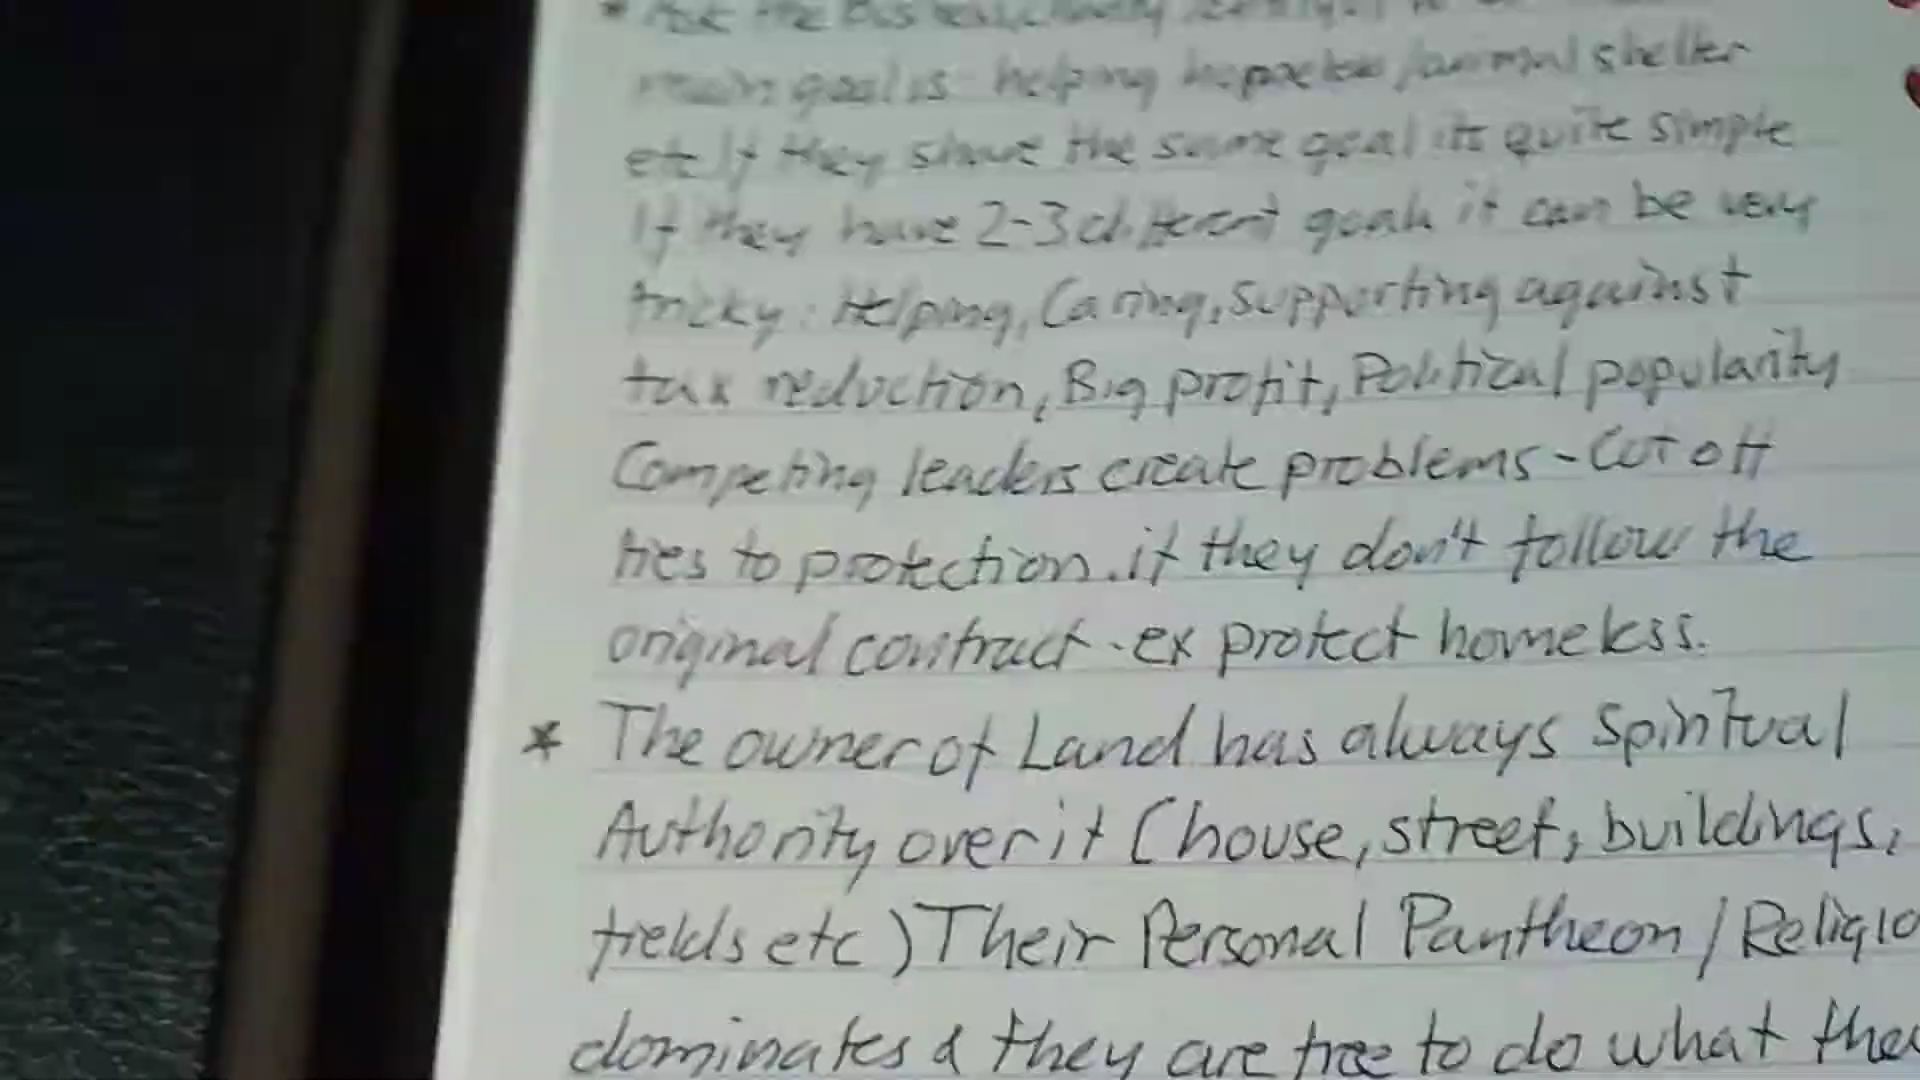 * Ask the
main goal is helping homeless/animal shelter
etc If they share the same goal its quite simple
If they have 2-3 different goals it can be very
tricky: Helping, Caring, Supporting against
tax reduction, Big profit, Political popularity
Competing leaders create problems - Cut off
ties to protection. if they don't follow the
original contract - ex protect homeless.
* The owner of Land has always Spiritual
Authority over it (house, street, buildings,
fields etc) Their Personal Pantheon / Religio
dominates & they are free to do what the